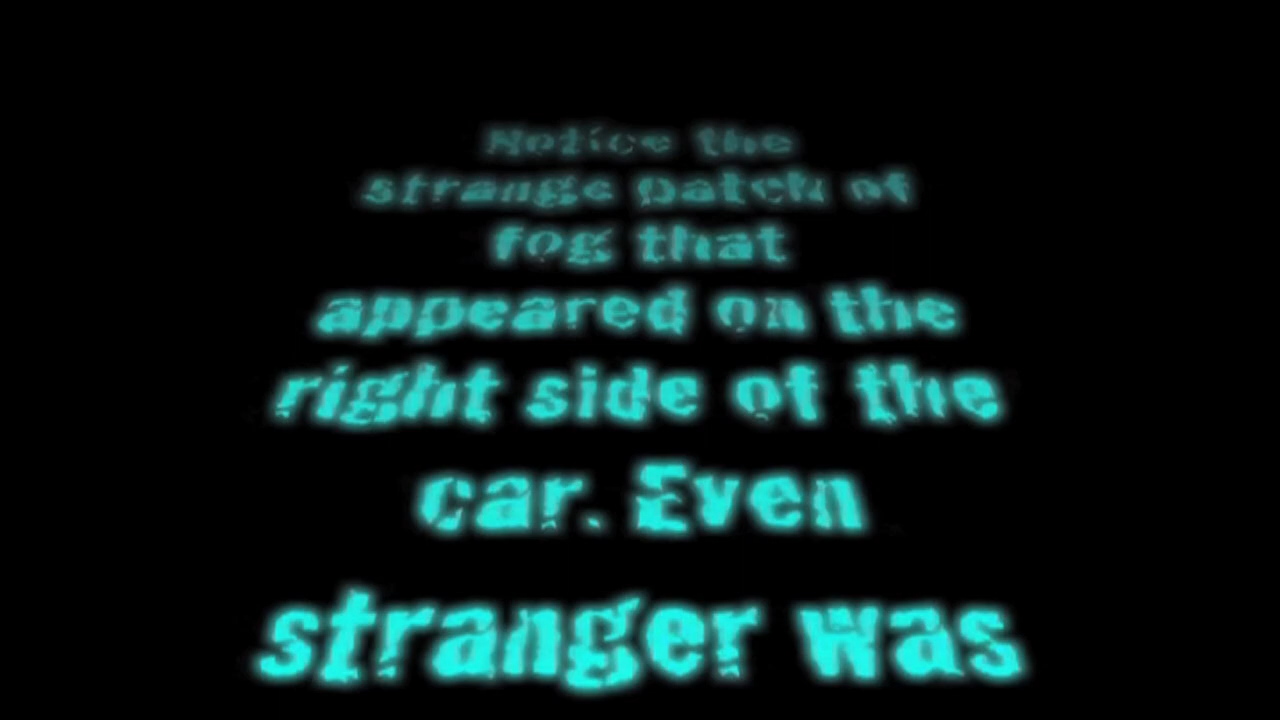 Notice the
strange patch of
fog that
appeared on the
right side of the
car. Even
stranger was